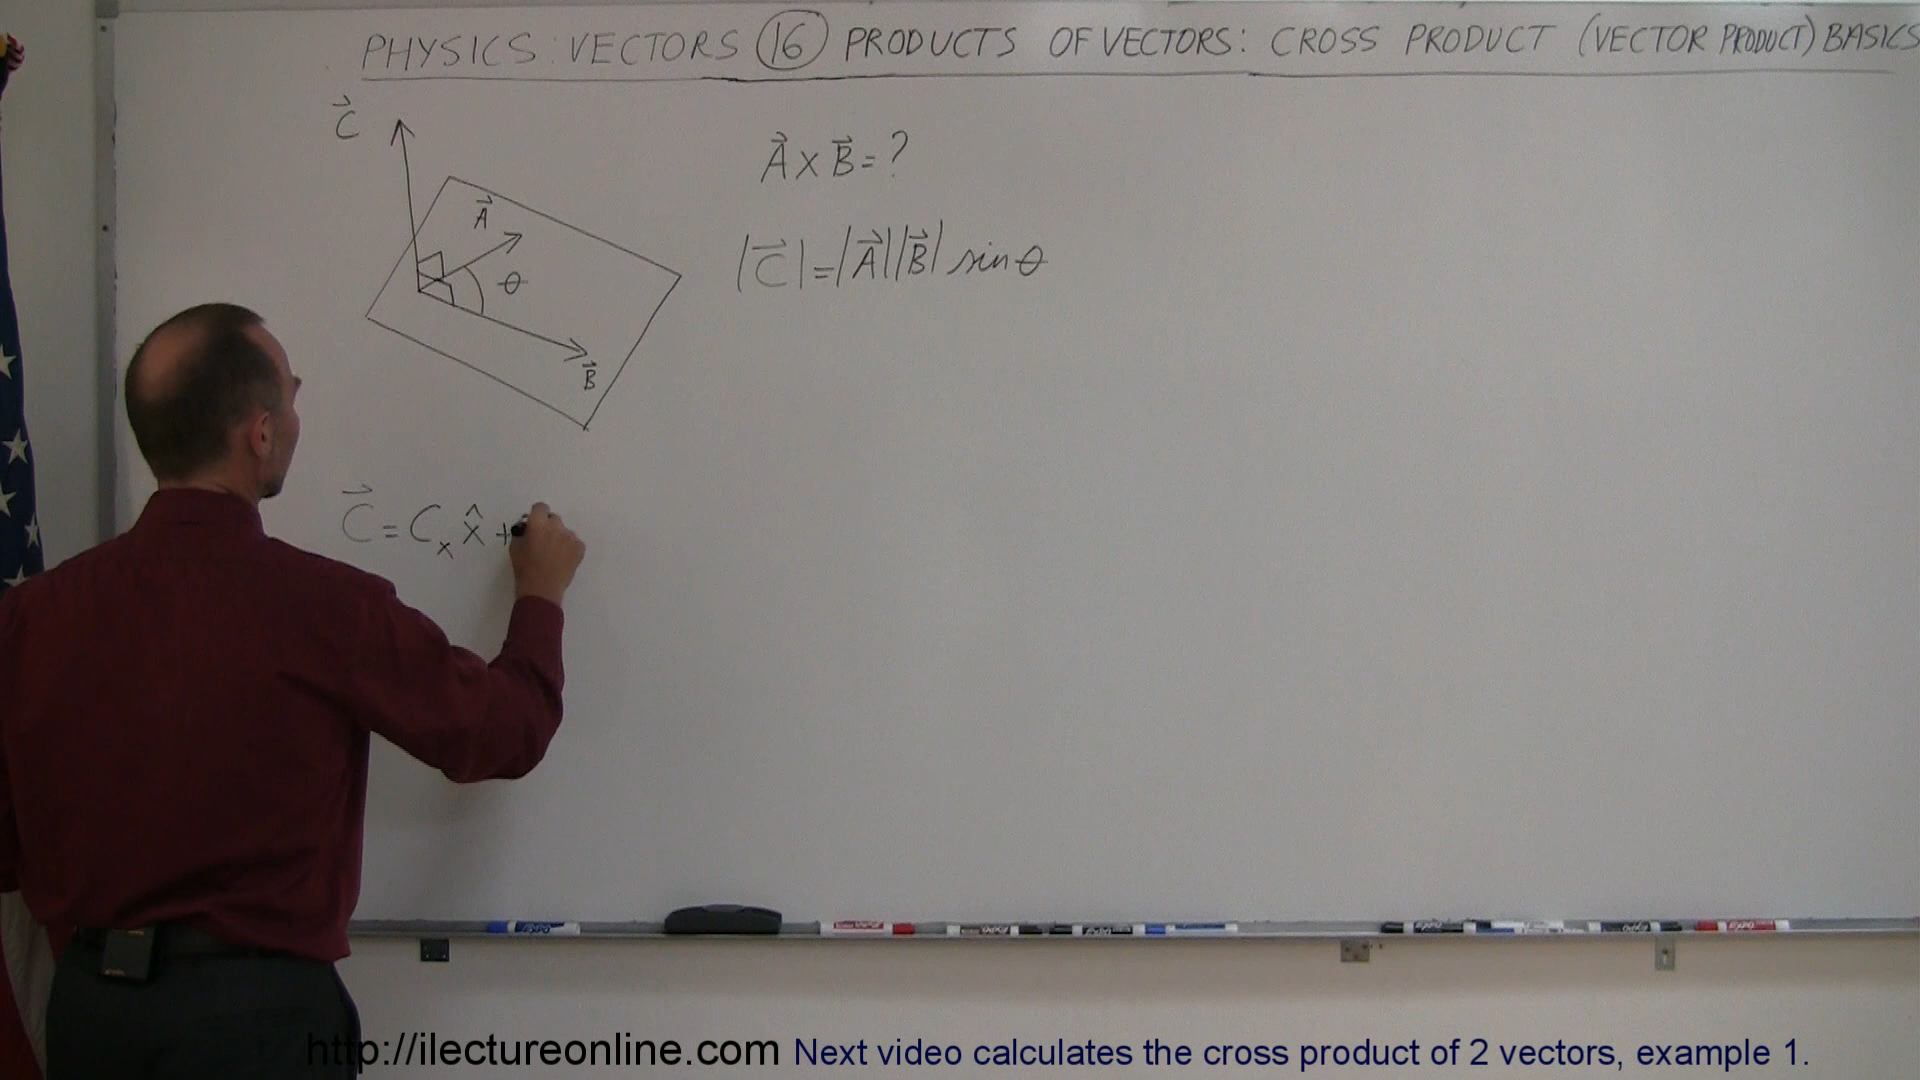 PHYSICS: VECTORS (16) PRODUCTS OF VECTORS: CROSS PRODUCT (VECTOR PRODUCT) BASICS
C⃗
A⃗
θ
B⃗
A⃗ × B⃗ = ?
|C⃗| = |A⃗||B⃗| sin θ
C⃗ = Cₓ x̂ +
http://ilectureonline.com Next video calculates the cross product of 2 vectors, example 1.